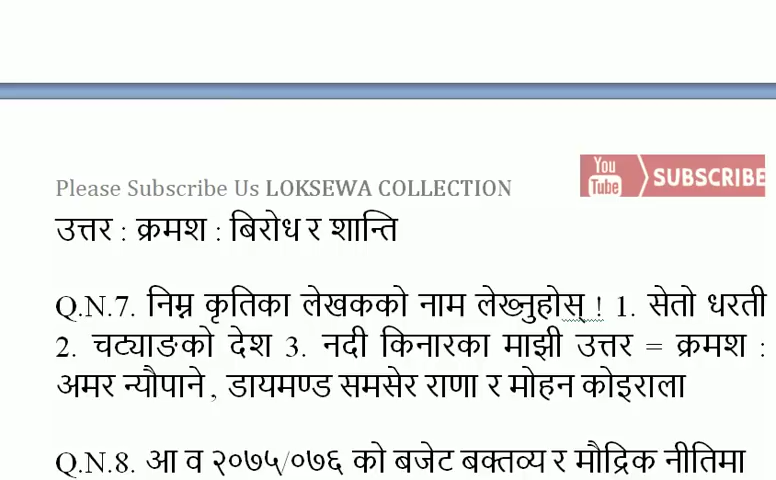 Please Subscribe Us LOKSEWA COLLECTION
You Tube SUBSCRIBE
उत्तर : क्रमश : बिरोध र शान्ति
Q.N.7. निम्न कृतिका लेखकको नाम लेख्नुहोस् ! 1. सेतो धरती
2. चट्याङको देश 3. नदी किनारका माझी उत्तर = क्रमश :
अमर न्यौपाने , डायमण्ड समसेर राणा र मोहन कोइराला
Q.N.8. आ व २०७५/०७६ को बजेट बक्तव्य र मौद्रिक नीतिमा